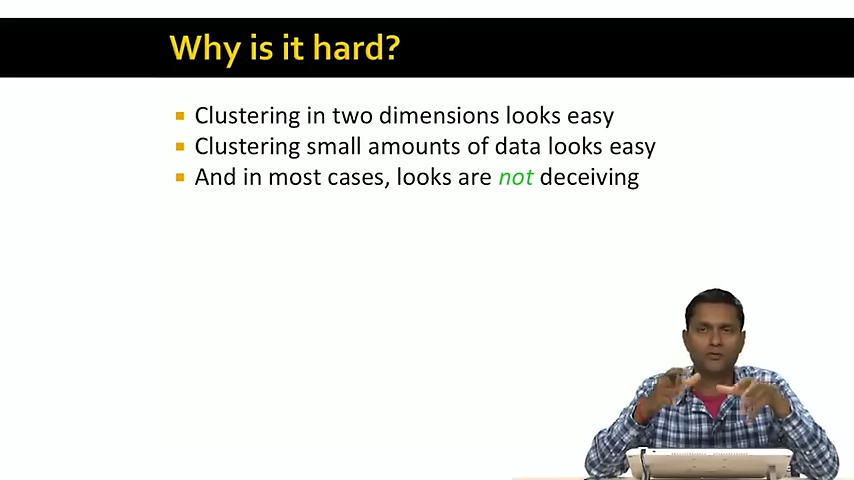 Why is it hard?
Clustering in two dimensions looks easy
Clustering small amounts of data looks easy
And in most cases, looks are not deceiving